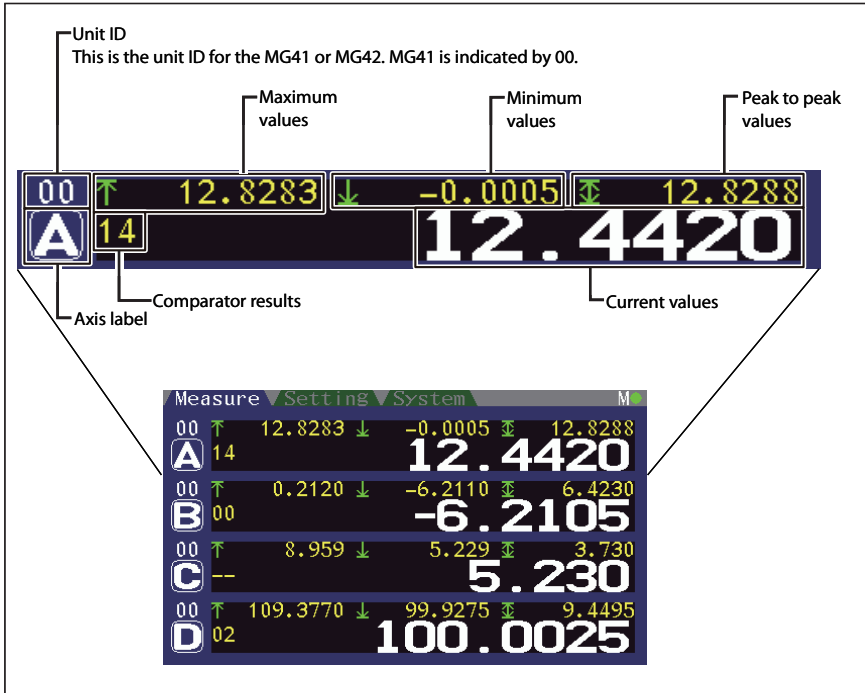 Unit ID
This is the unit ID for the MG41 or MG42. MG41 is indicated by 00.
Maximum values
Minimum values
Peak to peak values
00 ↑ 12.8283 ↓ -0.0005 ↕ 12.8288
A 14 12.4420
Comparator results
Current values
Axis label
Measure Setting System M
00 ↑ 12.8283 ↓ -0.0005 ↕ 12.8288
A 14 12.4420
00 ↑ 0.2120 ↓ -6.2110 ↕ 6.4230
B 00 -6.2105
00 ↑ 8.959 ↓ 5.229 ↕ 3.730
C -- 5.230
00 ↑ 109.3770 ↓ 99.9275 ↕ 9.4495
D 02 100.0025